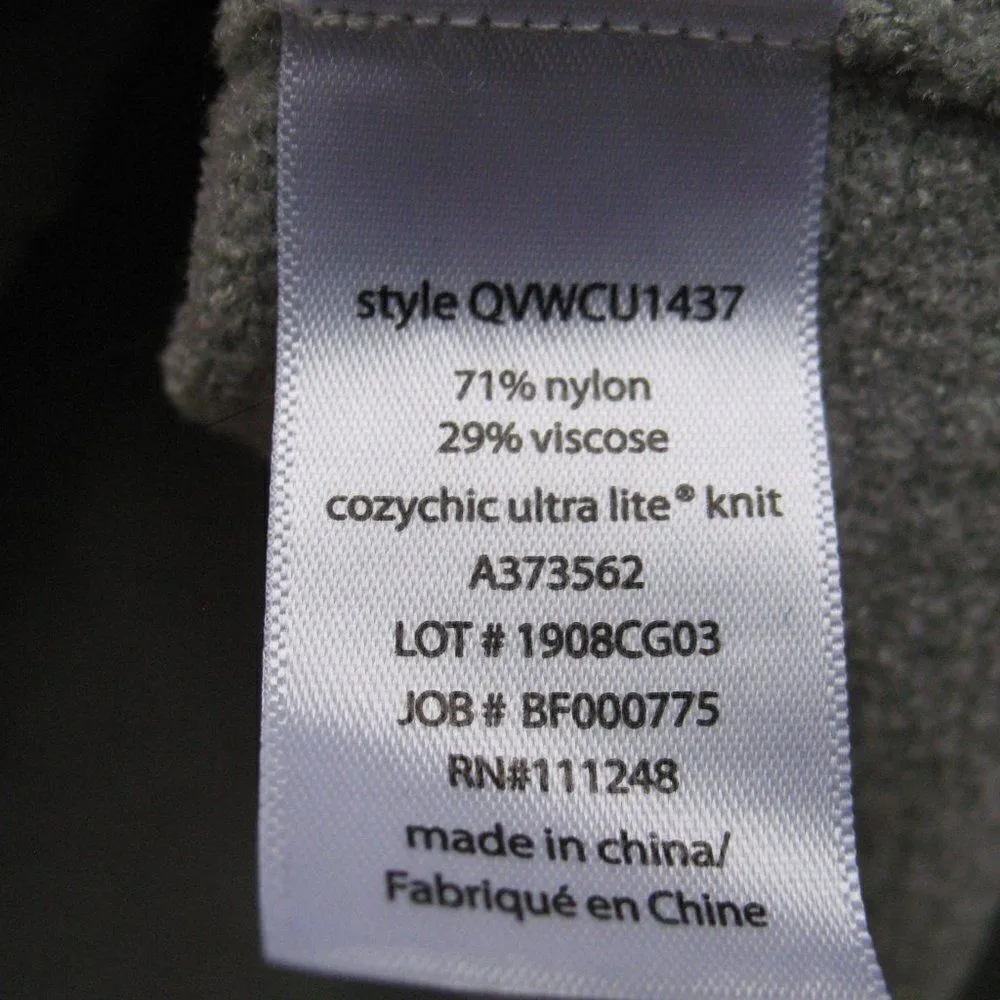 style QVWCU1437
71% nylon
29% viscose
cozychic ultra lite® knit
A373562
LOT # 1908CG03
JOB # BF000775
RN#111248
made in china/
Fabriqué en Chine